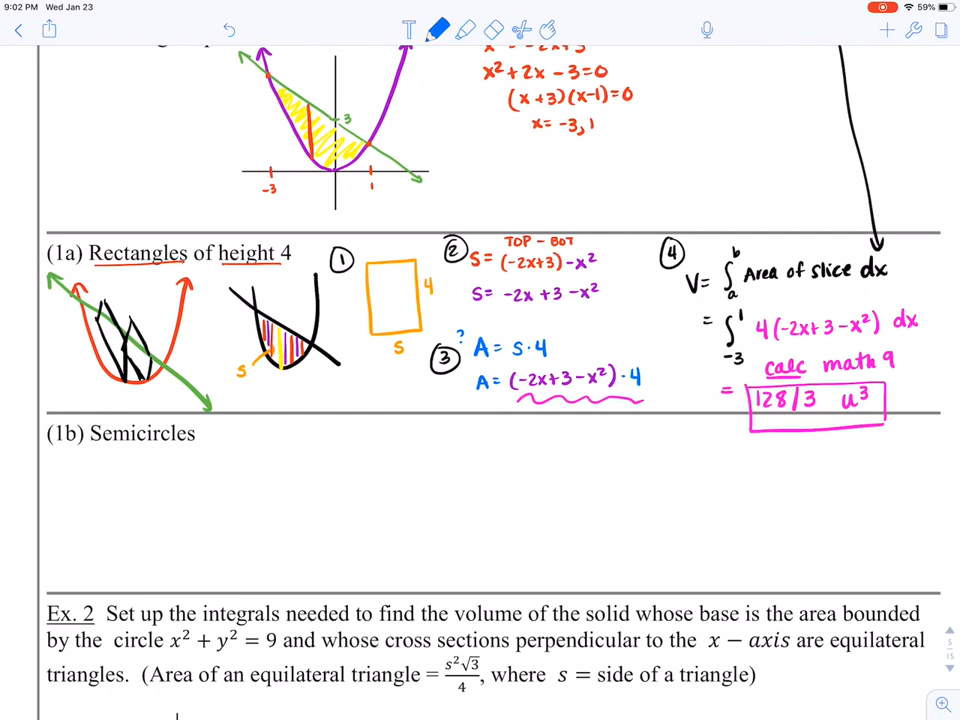 9:02 PM Wed Jan 23
59%
T
x² + 2x - 3 = 0
(x + 3)(x - 1) = 0
x = -3, 1
3
-3
1
(1a) Rectangles of height 4
1
4
s
s
2
TOP - BOT
S = (-2x+3) - x²
S = -2x + 3 - x²
?
3
A = s · 4
A = (-2x + 3 - x²) · 4
4
V = ∫ₐᵇ Area of slice dx
= ∫₋₃¹ 4(-2x + 3 - x²) dx
calc math 9
= 128/3 u³
(1b) Semicircles
Ex. 2 Set up the integrals needed to find the volume of the solid whose base is the area bounded
by the circle x² + y² = 9 and whose cross sections perpendicular to the x − axis are equilateral
triangles. (Area of an equilateral triangle = s²√3/4, where s = side of a triangle)
5
15